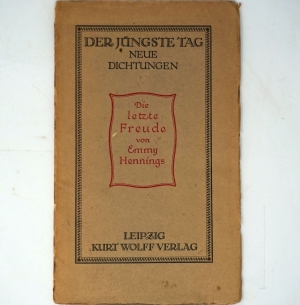 DER JÜNGSTE TAG
NEUE
DICHTUNGEN
Die
letzte
Freude
von
Emmy
Hennings
LEIPZIG
KURT WOLFF VERLAG